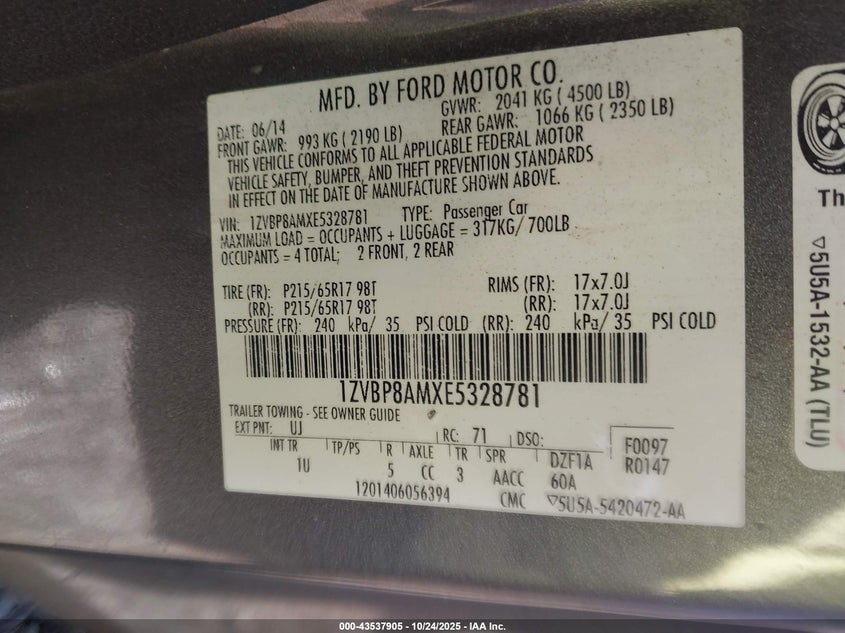 MFD. BY FORD MOTOR CO.
DATE: 06/14 GVWR: 2041 KG ( 4500 LB)
FRONT GAWR: 993 KG ( 2190 LB) REAR GAWR: 1066 KG ( 2350 LB)
THIS VEHICLE CONFORMS TO ALL APPLICABLE FEDERAL MOTOR
VEHICLE SAFETY, BUMPER, AND THEFT PREVENTION STANDARDS
IN EFFECT ON THE DATE OF MANUFACTURE SHOWN ABOVE.
VIN: 1ZVBP8AMXE5328781 TYPE: Passenger Car
MAXIMUM LOAD = OCCUPANTS + LUGGAGE = 317KG/ 700LB
OCCUPANTS = 4 TOTAL; 2 FRONT, 2 REAR
TIRE (FR): P215/65R17 98T RIMS (FR): 17x7.0J
(RR): P215/65R17 98T (RR): 17x7.0J
PRESSURE (FR): 240 kPa/ 35 PSI COLD (RR): 240 kPa/ 35 PSI COLD
1ZVBP8AMXE5328781
TRAILER TOWING - SEE OWNER GUIDE
EXT PNT: UJ RC: 71 DSO: F0097
INT TR TP/PS R AXLE TR SPR DZF1A R0147
1U 5 CC 3 AACC 60A
1201406056394 CMC ▽5U5A-5420472-AA
Th
▽5U5A-1532-AA (TLU)
000-43537905 - 10/24/2025 - IAA Inc.